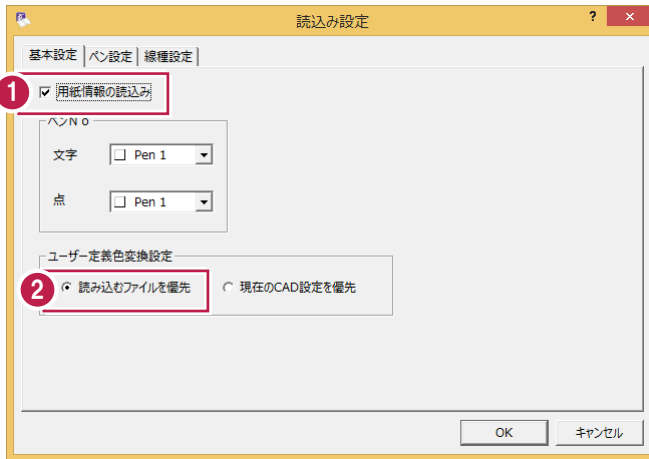 読込み設定
? ×
基本設定 ペン設定 線種設定
1 用紙情報の読込み
ペンNo
文字 Pen 1
点 Pen 1
ユーザー定義色変換設定
2 読み込むファイルを優先 現在のCAD設定を優先
OK キャンセル